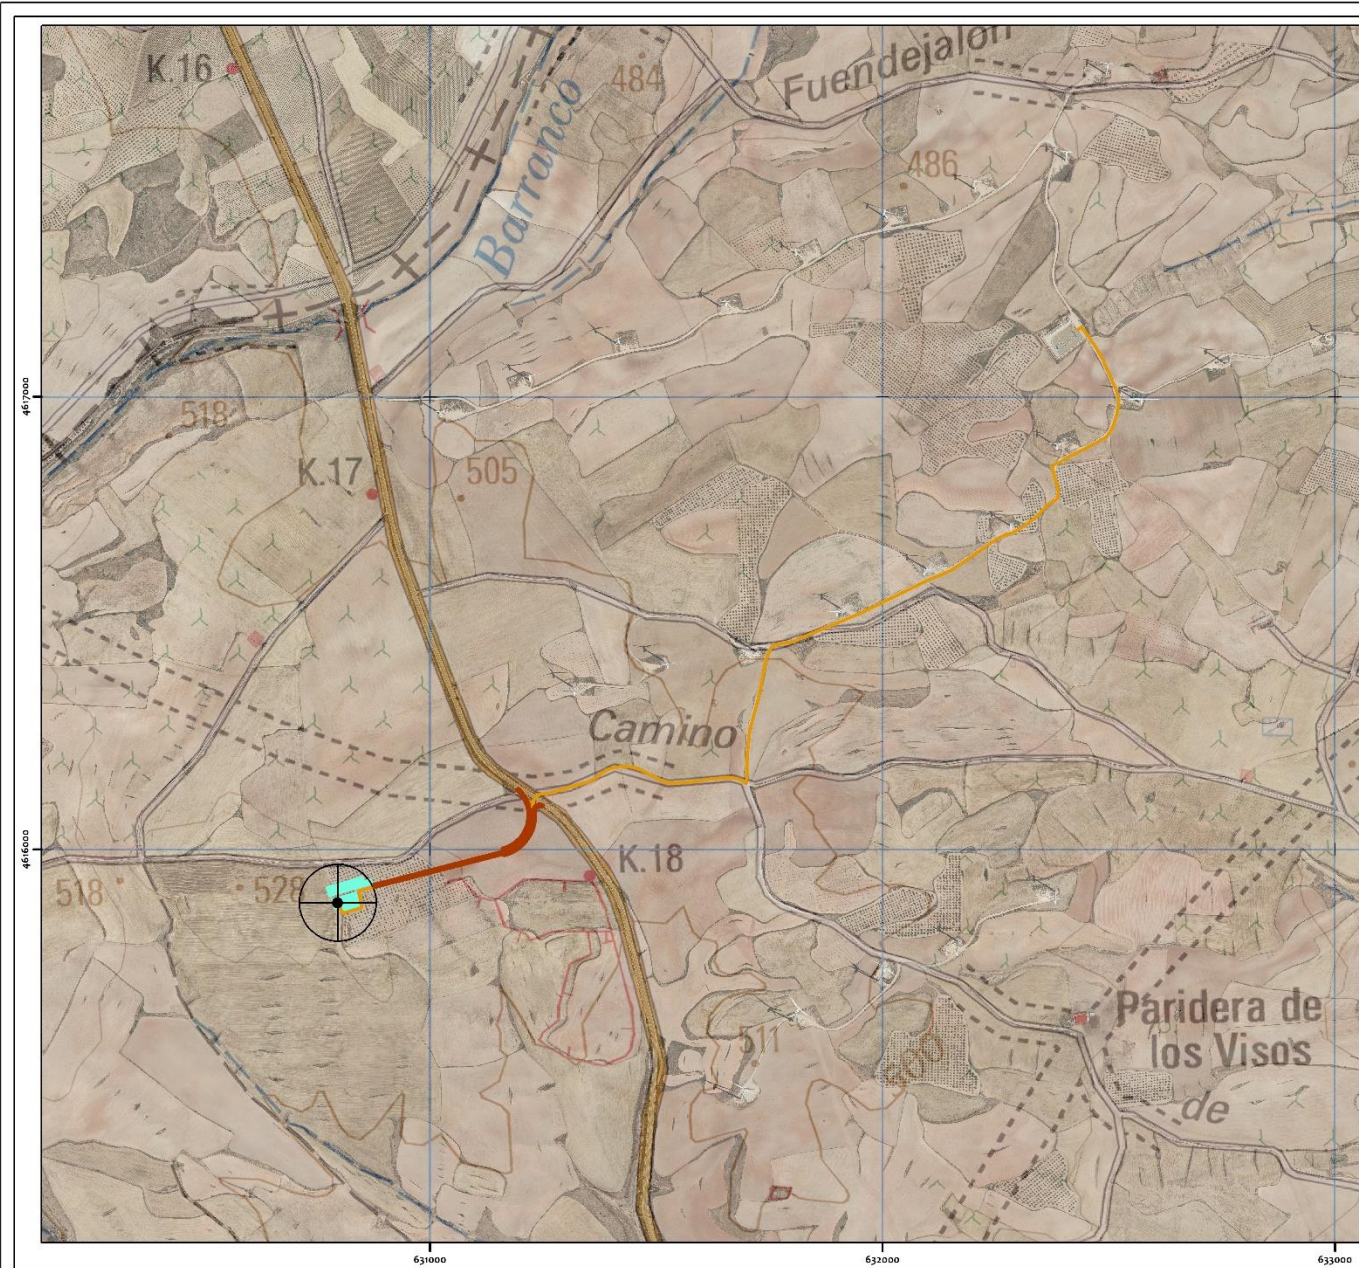 K.16
484
Fuendejalón
Barranco
486
4617000
518
K.17
505
Camino
4616000
K.18
518
528
Paridera de
los Visos
511
500
de
631000
632000
633000